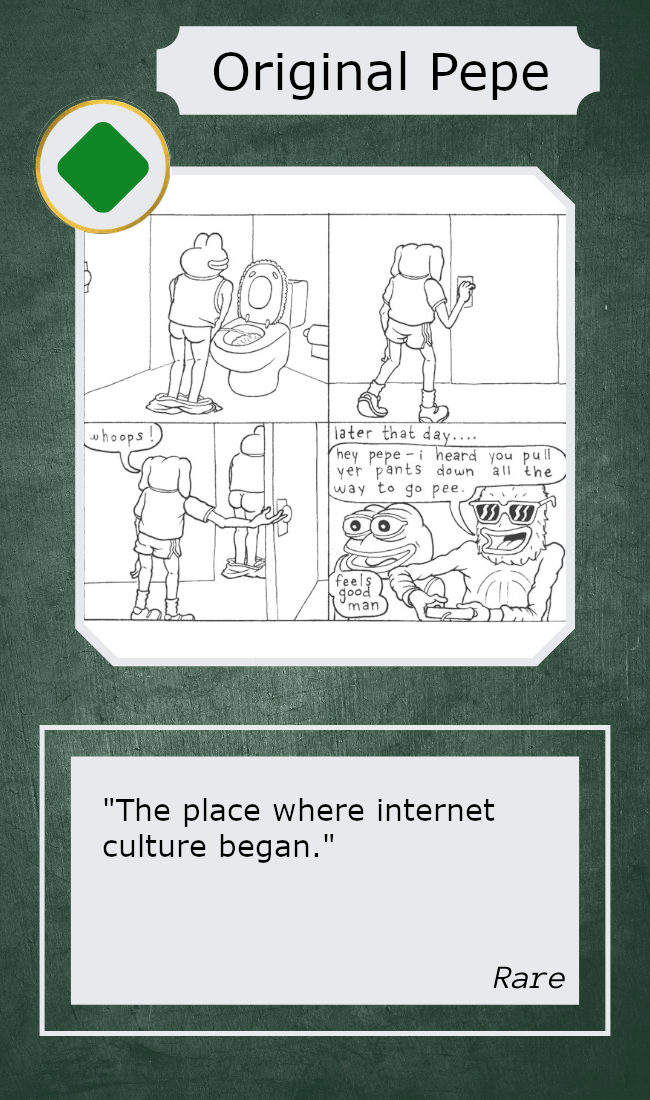 Original Pepe
whoops!
later that day....
hey pepe-i heard you pull
yer pants down all the
way to go pee.
feels
good
man
"The place where internet
culture began."
Rare